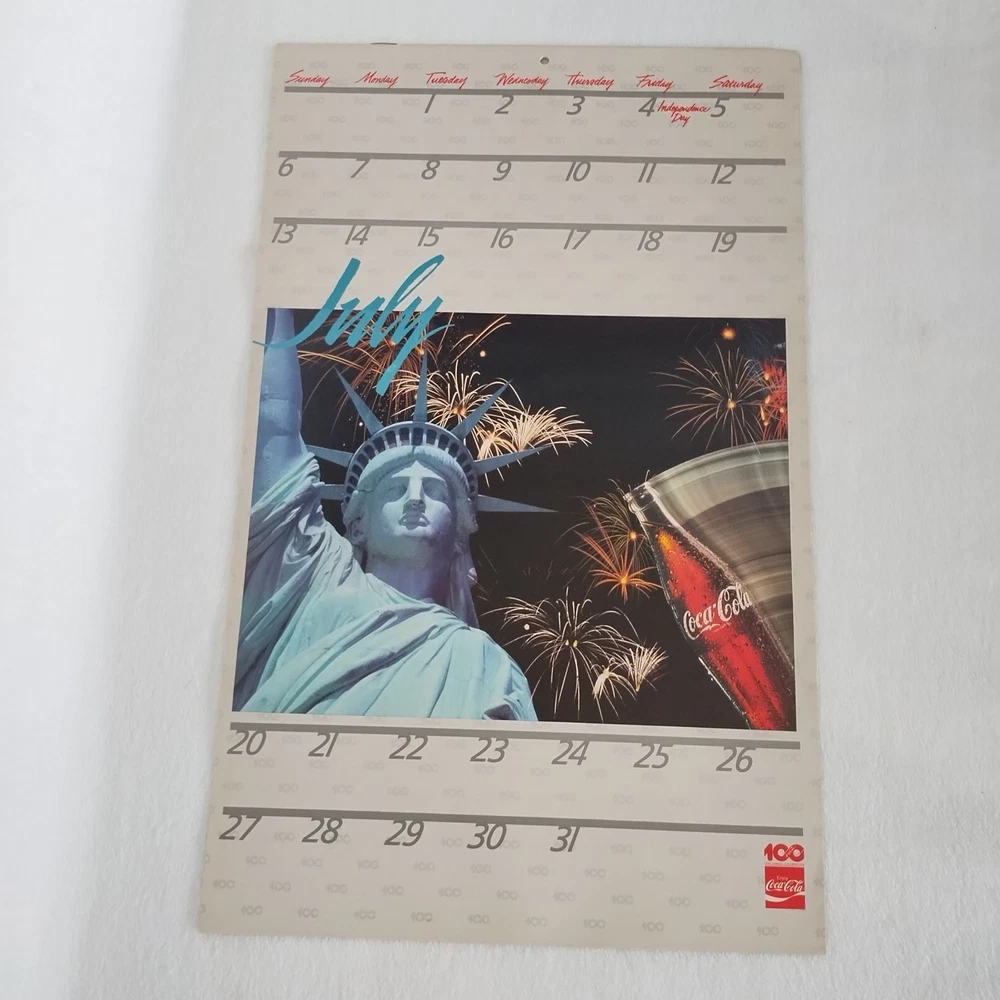 Sunday Monday Tuesday Wednesday Thursday Friday Saturday
1 2 3 4 Independence Day 5
6 7 8 9 10 11 12
13 14 15 16 17 18 19
July
Coca-Cola
20 21 22 23 24 25 26
27 28 29 30 31
100
Enjoy
Coca-Cola